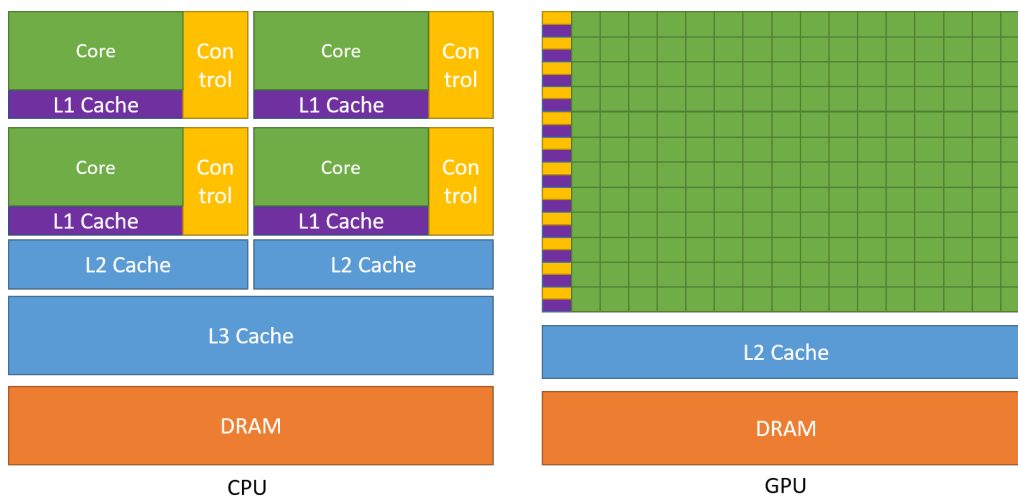 Core
Con
trol
L1 Cache
Core
Con
trol
L1 Cache
Core
Con
trol
L1 Cache
Core
Con
trol
L1 Cache
L2 Cache
L2 Cache
L3 Cache
DRAM
CPU
L2 Cache
DRAM
GPU